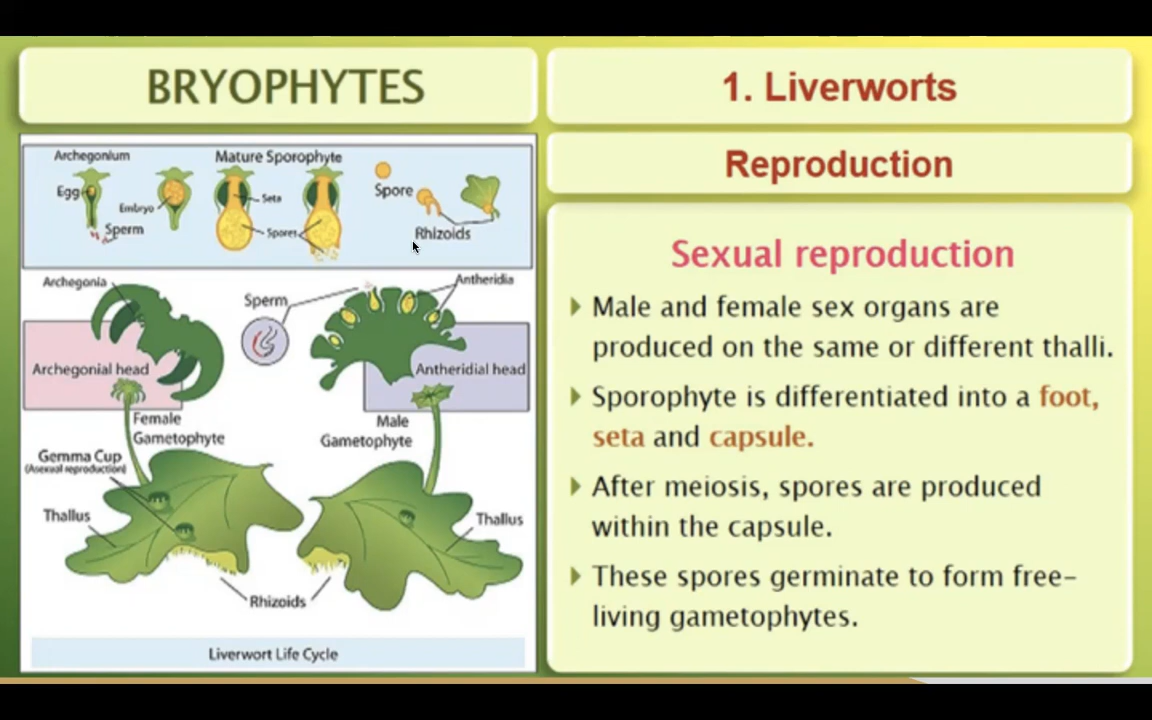 BRYOPHYTES
1. Liverworts
Reproduction
Archegonium
Mature Sporophyte
Egg
Embryo
Sperm
Seta
Spores
Spore
Rhizoids
Archegonia
Sperm
Antheridia
Archegonial head
Antheridial head
Female
Gametophyte
Male
Gametophyte
Gemma Cup
(Asexual reproduction)
Thallus
Thallus
Rhizoids
Liverwort Life Cycle
Sexual reproduction
Male and female sex organs are
produced on the same or different thalli.
Sporophyte is differentiated into a foot,
seta and capsule.
After meiosis, spores are produced
within the capsule.
These spores germinate to form free-
living gametophytes.